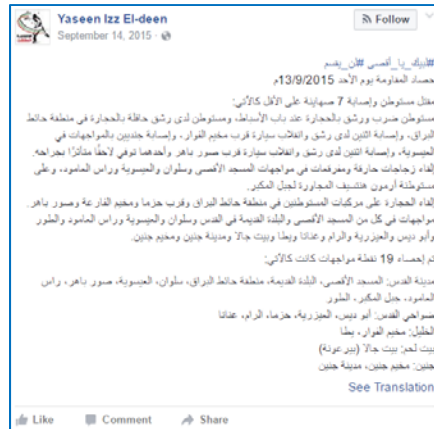 Yaseen Izz El-deen
Follow
September 14, 2015
#لبيك_يا_أقصى #لن_يقسم
حصاد المقاومة يوم الأحد 13/9/2015م
مقتل مستوطن وإصابة 7 صهاينة على الأقل كالآتي:
مستوطن ضرب ورشق بالحجارة عند باب الأسباط، ومستوطن لدى رشق حافلة بالحجارة في منطقة حائط
البراق، وإصابة اثنين لدى رشق وانقلاب سيارة قرب مخيم الفوار، وإصابة جنديين بالمواجهات في
العيسوية، وإصابة اثنين لدى رشق وانقلاب سيارة قرب صور باهر وأحدهما توفي لاحقًا متأثرًا بجراحه.
إلقاء زجاجات حارقة ومفرقعات في مواجهات المسجد الأقصى وسلوان والعيسوية وراس العامود، وعلى
مستوطنة أرمون هنتسيف المجاورة لجبل المكبر.
إلقاء الحجارة على مركبات المستوطنين في منطقة حائط البراق وقرب حزما ومخيم القارعة وصور باهر.
مواجهات في كل من المسجد الأقصى والبلدة القديمة في القدس وسلوان والعيسوية وراس العامود والطور
وأبو ديس والعيزرية والرام وعناتا ويطا وبيت جالا ومدينة جنين ومخيم جنين.
تم إحصاء 19 نقطة مواجهات كانت كالآتي:
مدينة القدس: المسجد الأقصى، البلدة القديمة، منطقة حائط البراق، سلوان، العيسوية، صور باهر، راس
العامود، جبل المكبر، الطور
ضواحي القدس: أبو ديس، العيزرية، حزما، الرام، عناتا
الخليل: مخيم الفوار، يطا
بيت لحم: بيت جالا (بيرعونة)
جنين: مخيم جنين، مدينة جنين
See Translation
Like Comment Share